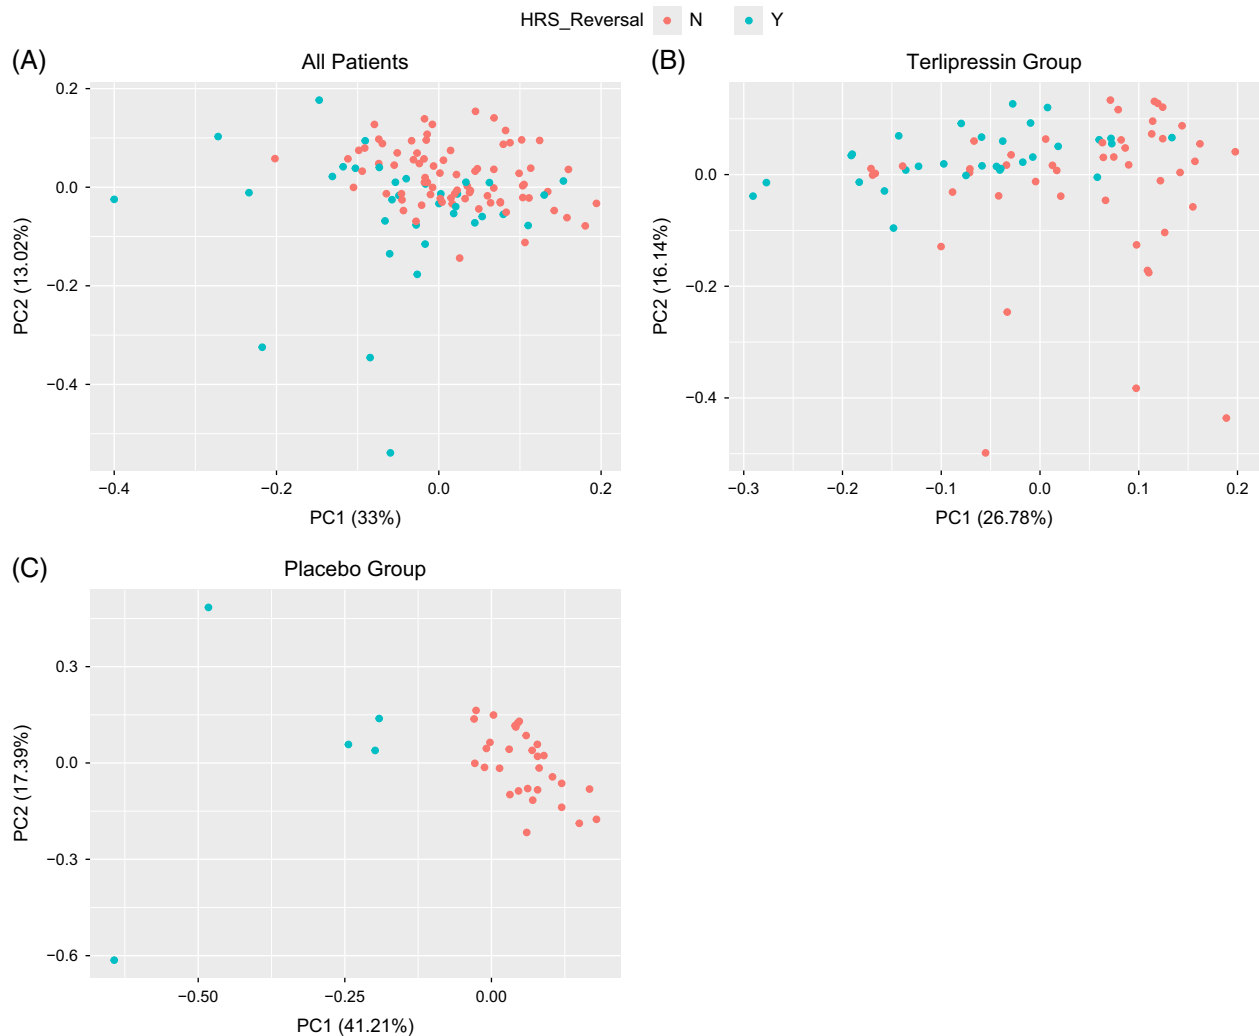 HRS_Reversal N Y
(A) All Patients
0.2
0.0
−0.2
−0.4
PC2 (13.02%)
−0.4 −0.2 0.0 0.2
PC1 (33%)
(B) Terlipressin Group
0.0
−0.2
−0.4
PC2 (16.14%)
−0.3 −0.2 −0.1 0.0 0.1 0.2
PC1 (26.78%)
(C) Placebo Group
0.3
0.0
−0.3
−0.6
PC2 (17.39%)
−0.50 −0.25 0.00
PC1 (41.21%)